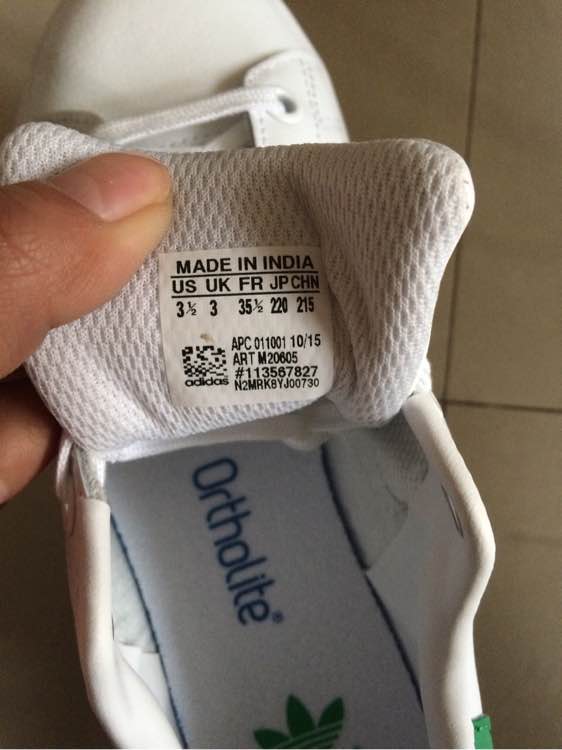 MADE IN INDIA
US UK FR JP CHN
3½ 3 35½ 220 215
APC 011001 10/15
ART M20605
#113567827
adidas N2MRK8YJ00730
Ortholite®